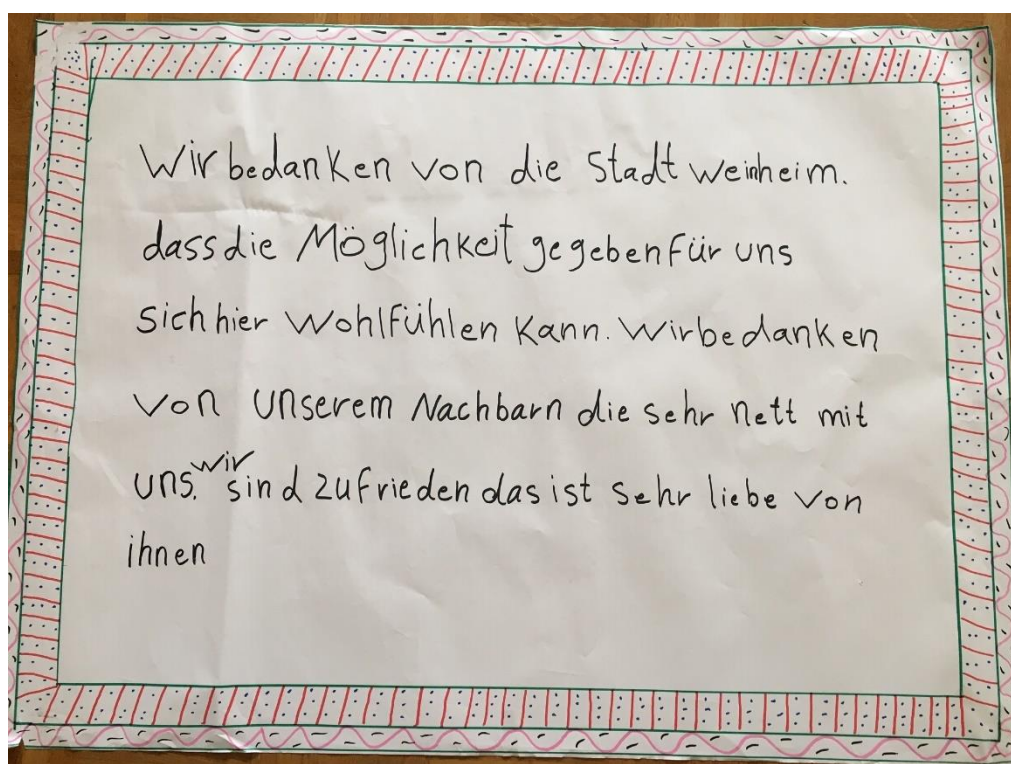 Wir bedanken von die Stadt Weinheim.
dass die Möglichkeit gegeben für uns
sich hier Wohlfühlen kann. Wir bedanken
von unserem Nachbarn die sehr nett mit
uns. wir sind zufrieden das ist sehr liebe von
ihnen